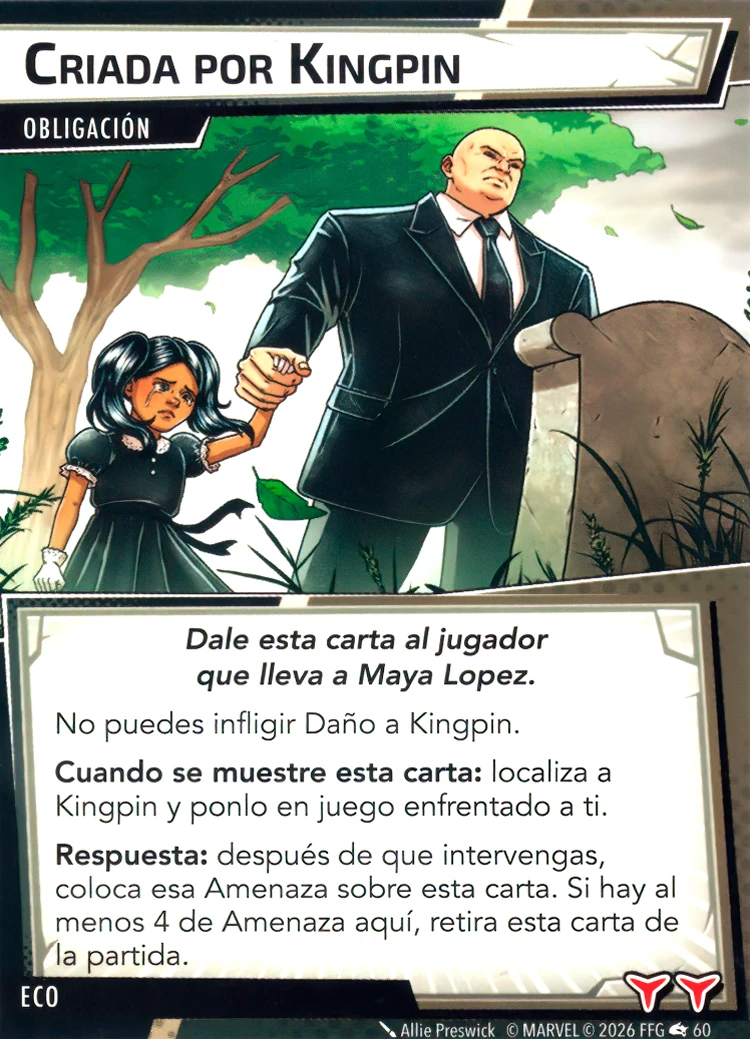 CRIADA POR KINGPIN
OBLIGACIÓN
Dale esta carta al jugador
que lleva a Maya Lopez.
No puedes infligir Daño a Kingpin.
Cuando se muestre esta carta: localiza a
Kingpin y ponlo en juego enfrentado a ti.
Respuesta: después de que intervengas,
coloca esa Amenaza sobre esta carta. Si hay al
menos 4 de Amenaza aquí, retira esta carta de
la partida.
ECO
Allie Preswick © MARVEL © 2026 FFG 60